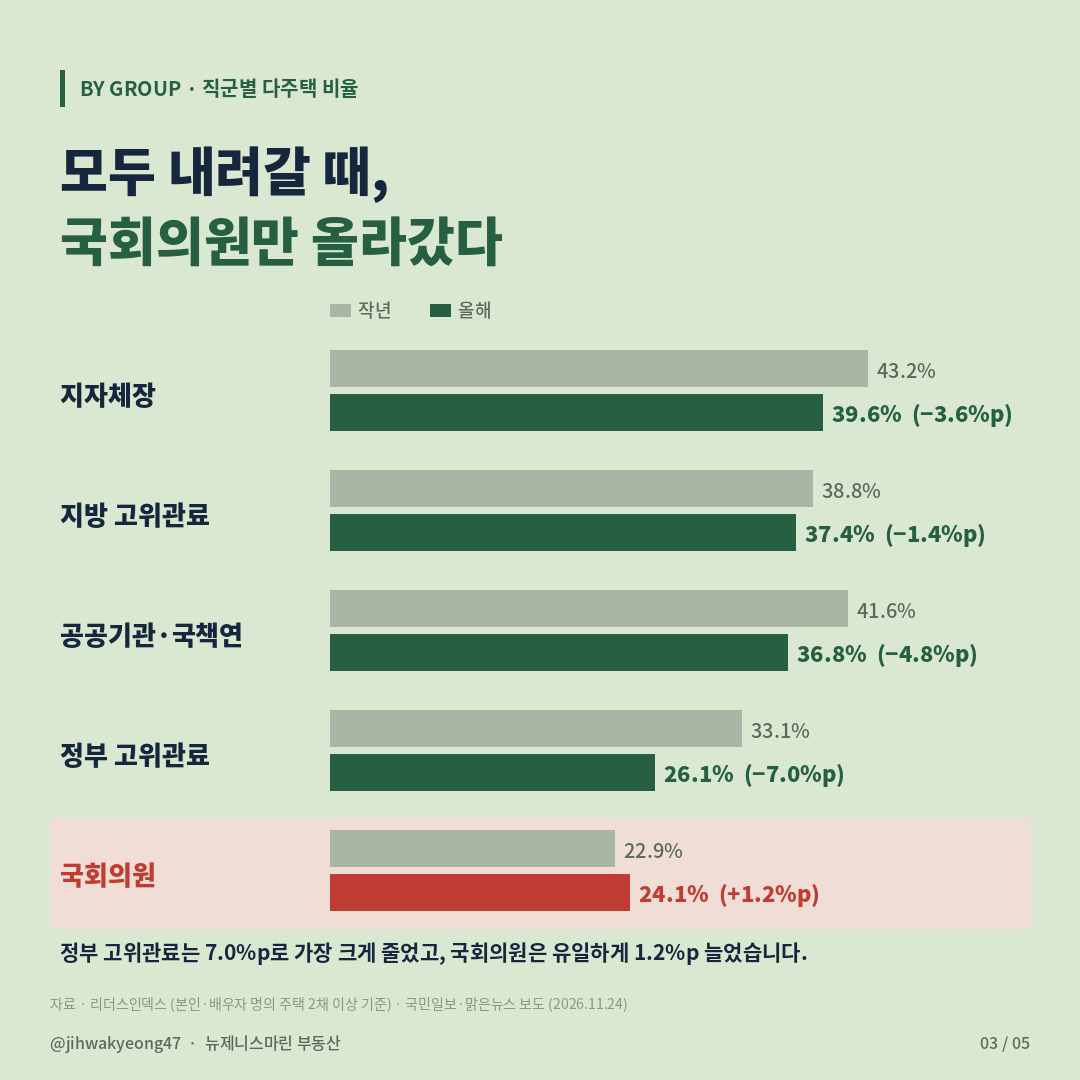 BY GROUP · 직군별 다주택 비율
모두 내려갈 때,
국회의원만 올라갔다
작년 올해
43.2%
지자체장
39.6% (−3.6%p)
38.8%
지방 고위관료
37.4% (−1.4%p)
41.6%
공공기관·국책연
36.8% (−4.8%p)
33.1%
정부 고위관료
26.1% (−7.0%p)
22.9%
국회의원
24.1% (+1.2%p)
정부 고위관료는 7.0%p로 가장 크게 줄었고, 국회의원은 유일하게 1.2%p 늘었습니다.
자료 · 리더스인덱스 (본인·배우자 명의 주택 2채 이상 기준) · 국민일보·맑은뉴스 보도 (2026.11.24)
@jihwakyeong47 · 뉴제니스마린 부동산 03 / 05